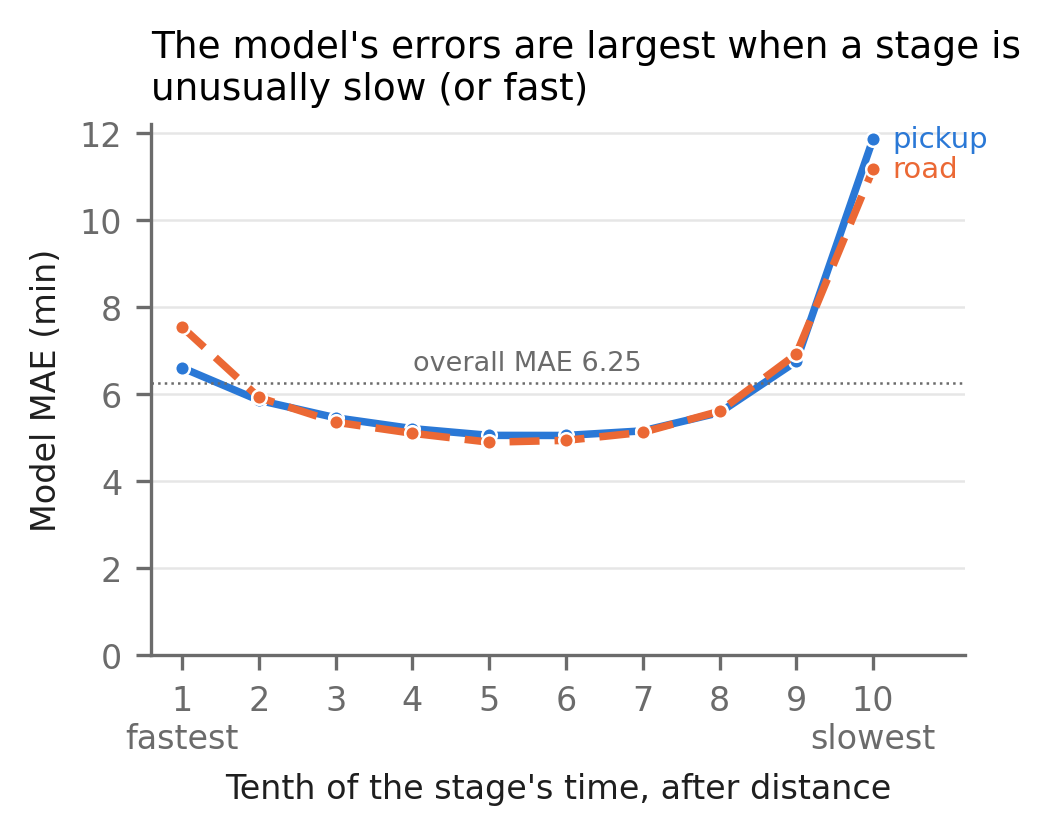 The model's errors are largest when a stage is
unusually slow (or fast)
Model MAE (min)
12
10
8
6
4
2
0
pickup
road
overall MAE 6.25
1 2 3 4 5 6 7 8 9 10
fastest slowest
Tenth of the stage's time, after distance